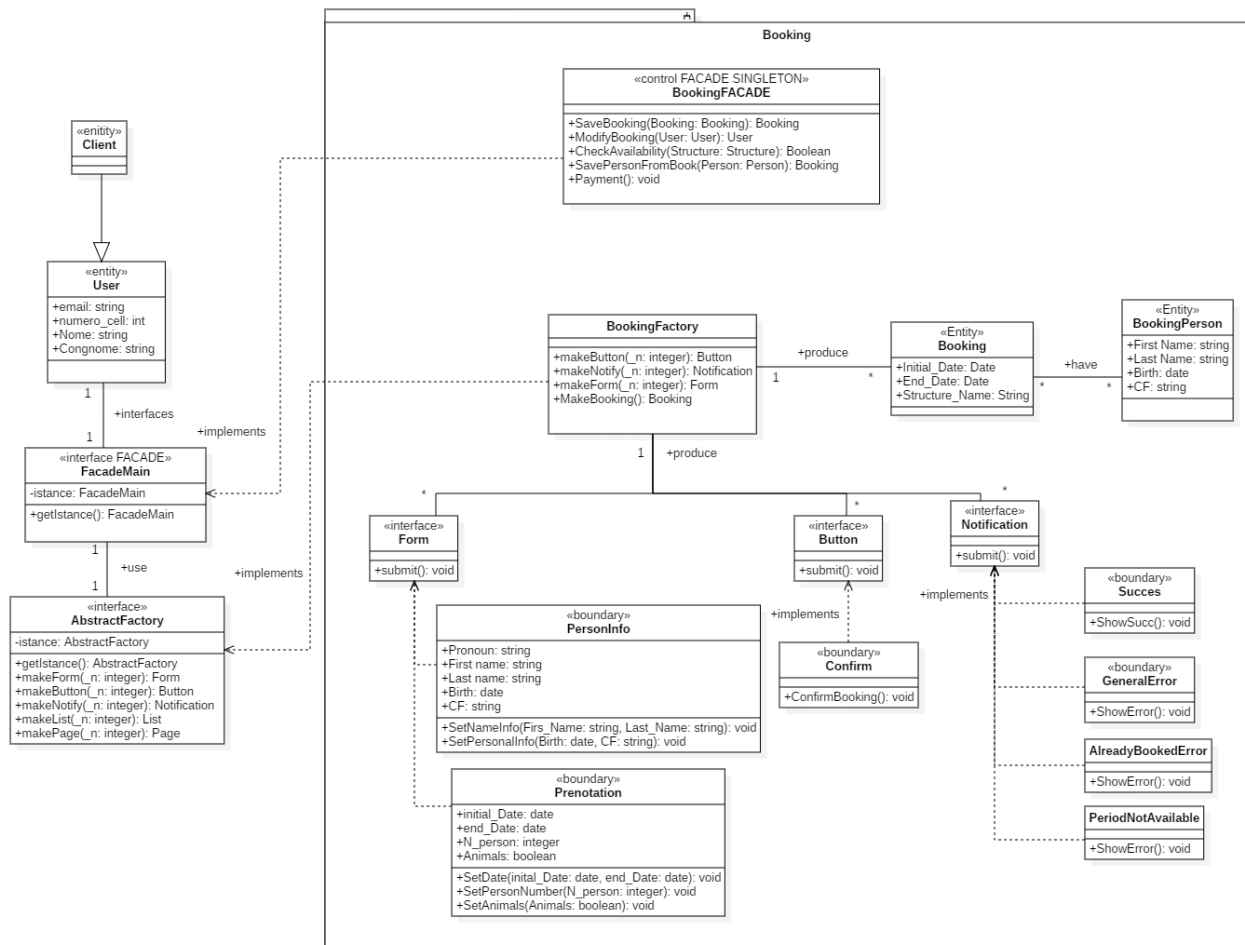 Booking
«control FACADE SINGLETON»
BookingFACADE
+SaveBooking(Booking: Booking): Booking
+ModifyBooking(User: User): User
+CheckAvailability(Structure: Structure): Boolean
+SavePersonFromBook(Person: Person): Booking
+Payment(): void
«enitity»
Client
«entity»
User
+email: string
+numero_cell: int
+Nome: string
+Congnome: string
1
+interfaces
1
+implements
«interface FACADE»
FacadeMain
-istance: FacadeMain
+getIstance(): FacadeMain
1
+use
1
+implements
«interface»
AbstractFactory
-istance: AbstractFactory
+getIstance(): AbstractFactory
+makeForm(_n: integer): Form
+makeButton(_n: integer): Button
+makeNotify(_n: integer): Notification
+makeList(_n: integer): List
+makePage(_n: integer): Page
BookingFactory
+makeButton(_n: integer): Button
+makeNotify(_n: integer): Notification
+makeForm(_n: integer): Form
+MakeBooking(): Booking
+produce
1
*
«Entity»
Booking
+Initial_Date: Date
+End_Date: Date
+Structure_Name: String
+have
*
*
«Entity»
BookingPerson
+First Name: string
+Last Name: string
+Birth: date
+CF: string
1
+produce
*
*
*
«interface»
Form
+submit(): void
«interface»
Button
+submit(): void
«interface»
Notification
+submit(): void
«boundary»
PersonInfo
+Pronoun: string
+First name: string
+Last name: string
+Birth: date
+CF: string
+SetNameInfo(Firs_Name: string, Last_Name: string): void
+SetPersonalInfo(Birth: date, CF: string): void
+implements
«boundary»
Confirm
+ConfirmBooking(): void
+implements
«boundary»
Succes
+ShowSucc(): void
«boundary»
GeneralError
+ShowError(): void
AlreadyBookedError
+ShowError(): void
PeriodNotAvailable
+ShowError(): void
«boundary»
Prenotation
+initial_Date: date
+end_Date: date
+N_person: integer
+Animals: boolean
+SetDate(inital_Date: date, end_Date: date): void
+SetPersonNumber(N_person: integer): void
+SetAnimals(Animals: boolean): void